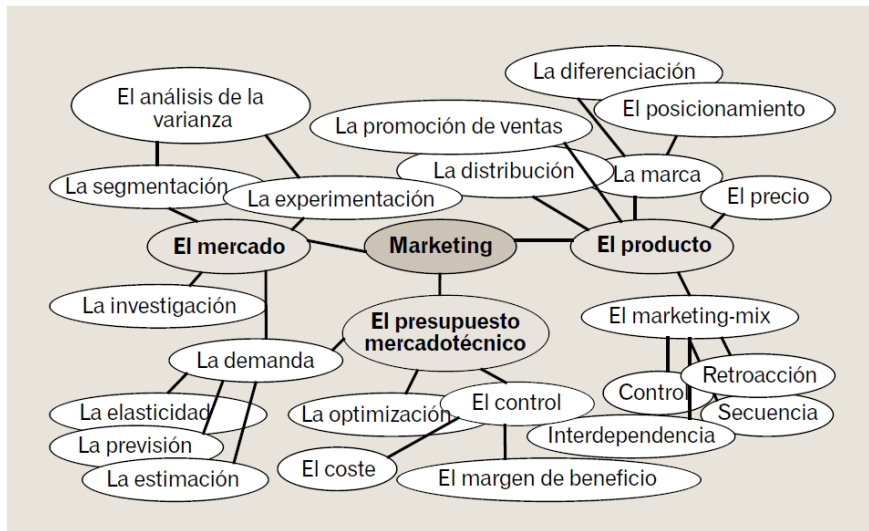 La diferenciación
El análisis de la
varianza
El posicionamiento
La promoción de ventas
La distribución
La marca
La segmentación
La experimentación
El precio
El mercado
Marketing
El producto
La investigación
El presupuesto
mercadotécnico
El marketing-mix
La demanda
Retroacción
Control
La elasticidad
La optimización
El control
Secuencia
Interdependencia
La previsión
El coste
El margen de beneficio
La estimación